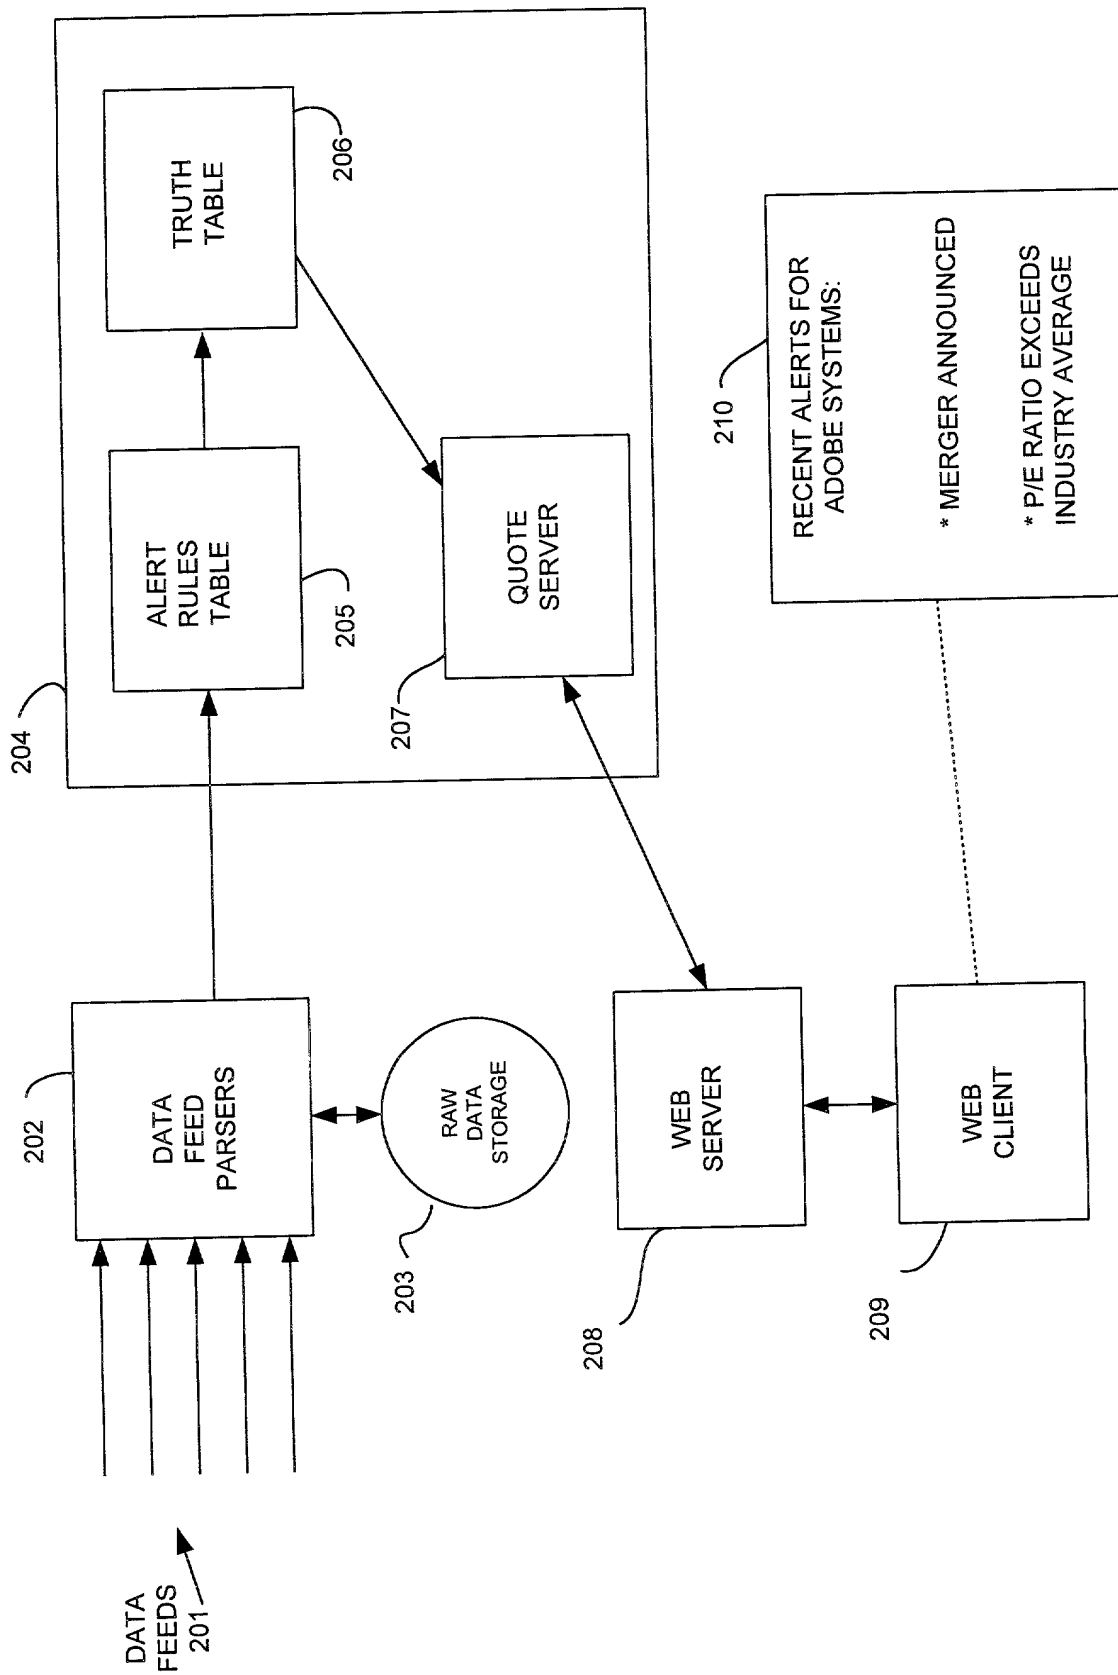 DATA
FEEDS
201
202
DATA
FEED
PARSERS
RAW
DATA
STORAGE
203
204
ALERT
RULES
TABLE
205
TRUTH
TABLE
206
QUOTE
SERVER
207
WEB
SERVER
208
WEB
CLIENT
209
210
RECENT ALERTS FOR
ADOBE SYSTEMS:
* MERGER ANNOUNCED
* P/E RATIO EXCEEDS
INDUSTRY AVERAGE